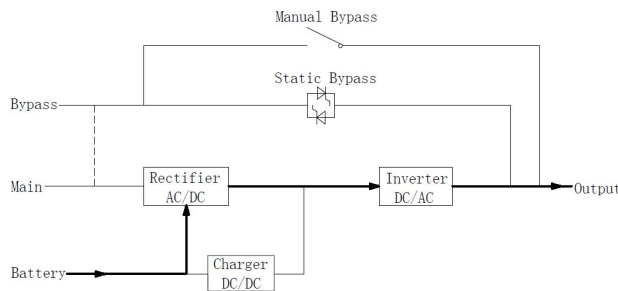 Manual Bypass
Static Bypass
Bypass
Rectifier
AC/DC
Inverter
DC/AC
Main
Output
Battery
Charger
DC/DC